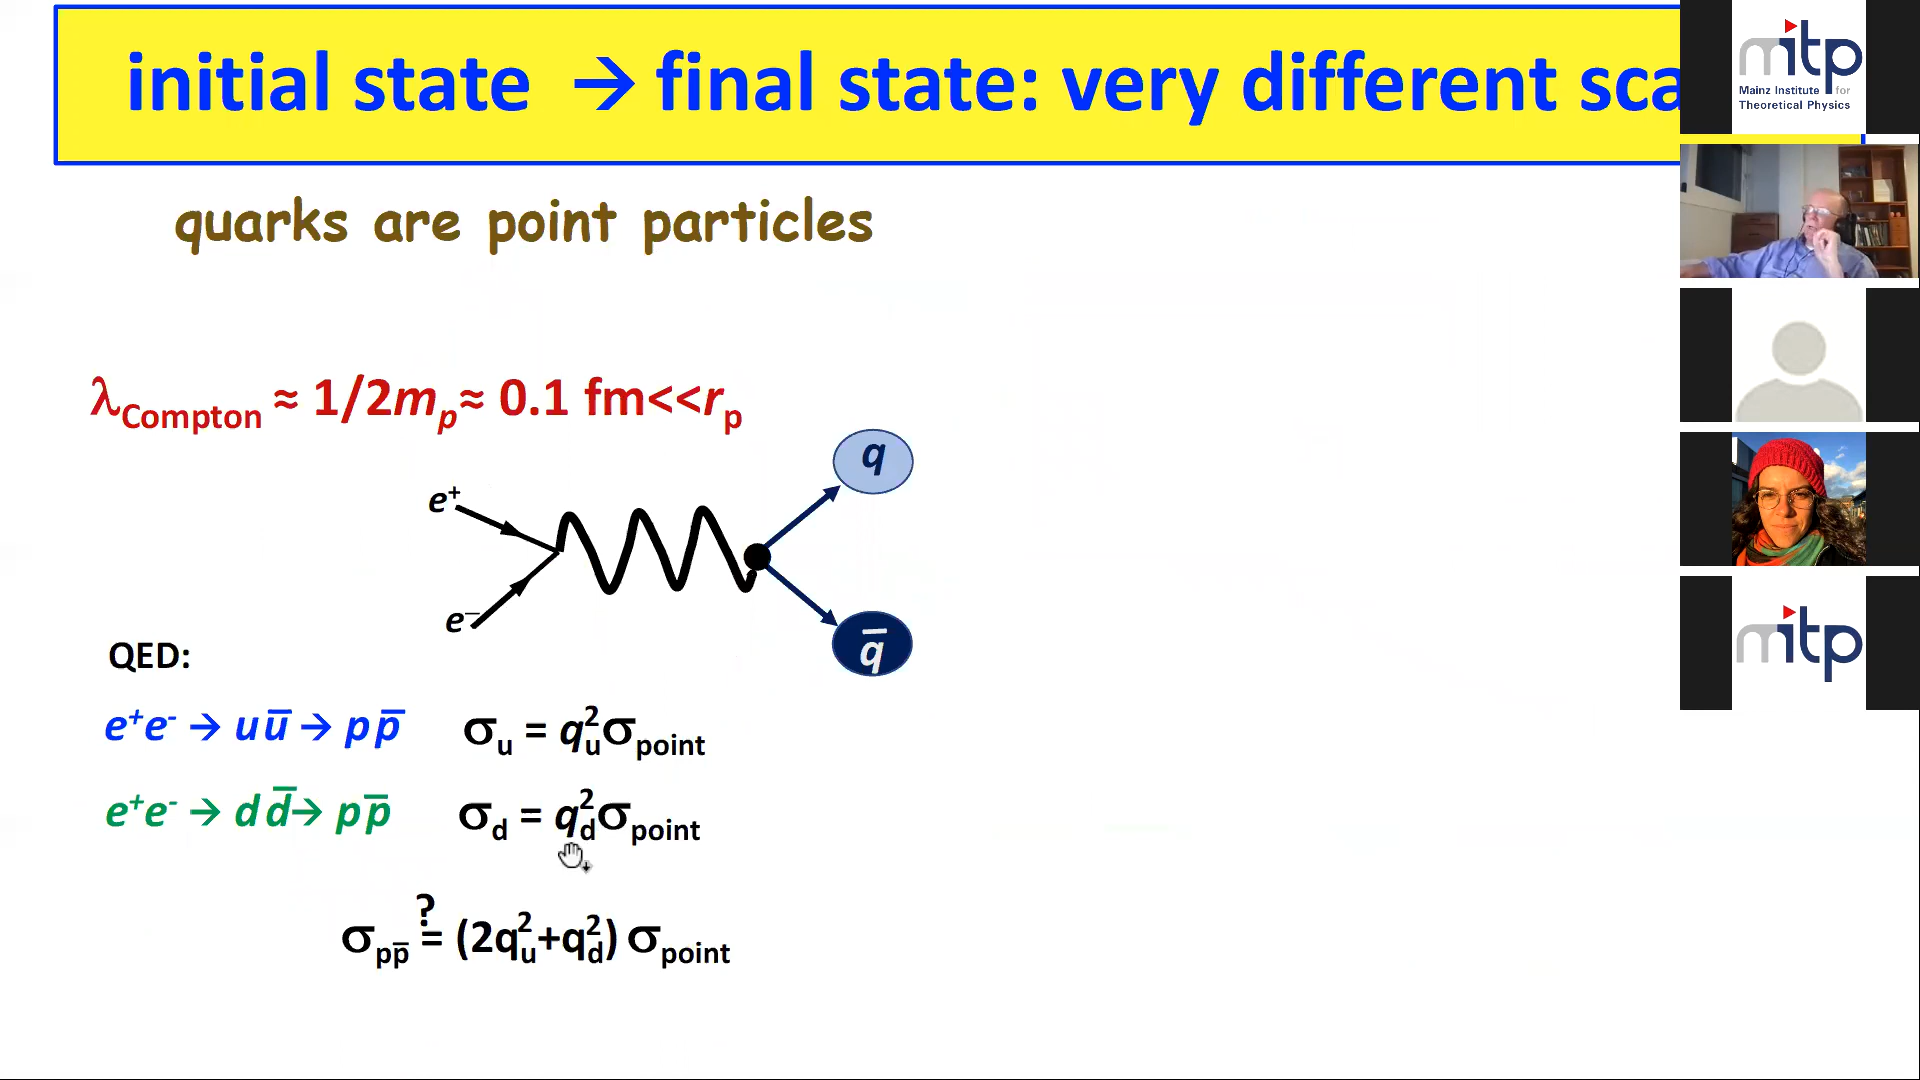 initial state → final state: very different sca
quarks are point particles
λCompton ≈ 1/2mp≈ 0.1 fm<<rp
q
e⁺
e⁻
q̅
QED:
e⁺e⁻ → u u̅ → p p̅ σu = qu²σpoint
e⁺e⁻ → d d̅→ p p̅ σd = qd²σpoint
?
σpp̅ = (2qu²+qd²) σpoint
mitp
Mainz Institute for
Theoretical Physics
mitp